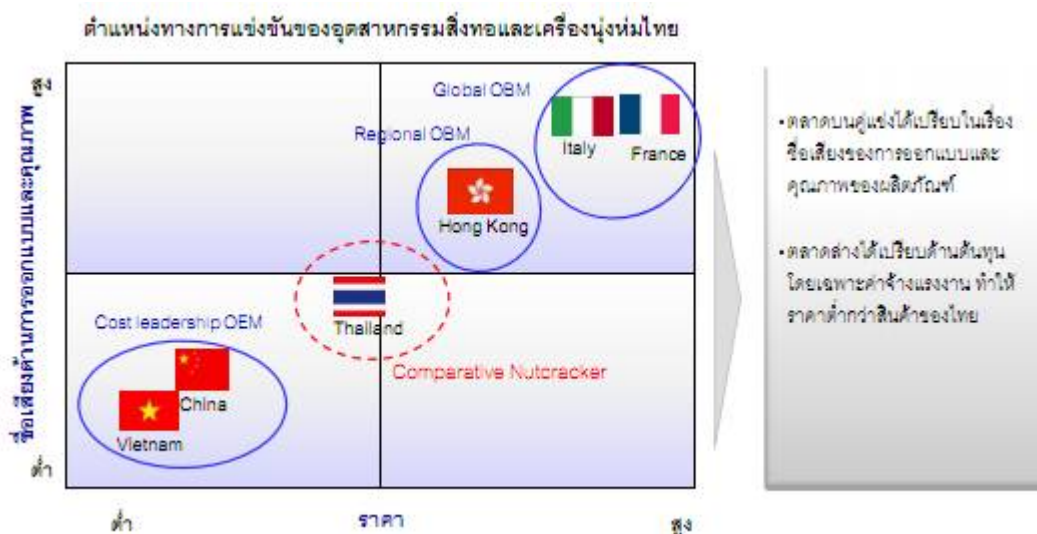 ตำแหน่งทางการแข่งขันของอุตสาหกรรมสิ่งทอและเครื่องนุ่งห่มไทย
สูง
ชื่อเสียงด้านการออกแบบและคุณภาพ
ต่ำ
Global OBM
Italy
France
Regional OBM
Hong Kong
Thailand
Comparative Nutcracker
Cost leadership OEM
China
Vietnam
ต่ำ
ราคา
สูง
•ตลาดบนคู่แข่งได้เปรียบในเรื่อง
ชื่อเสียงของการออกแบบและ
คุณภาพของผลิตภัณฑ์
•ตลาดล่างได้เปรียบด้านต้นทุน
โดยเฉพาะค่าจ้างแรงงาน ทำให้
ราคาต่ำกว่าสินค้าของไทย